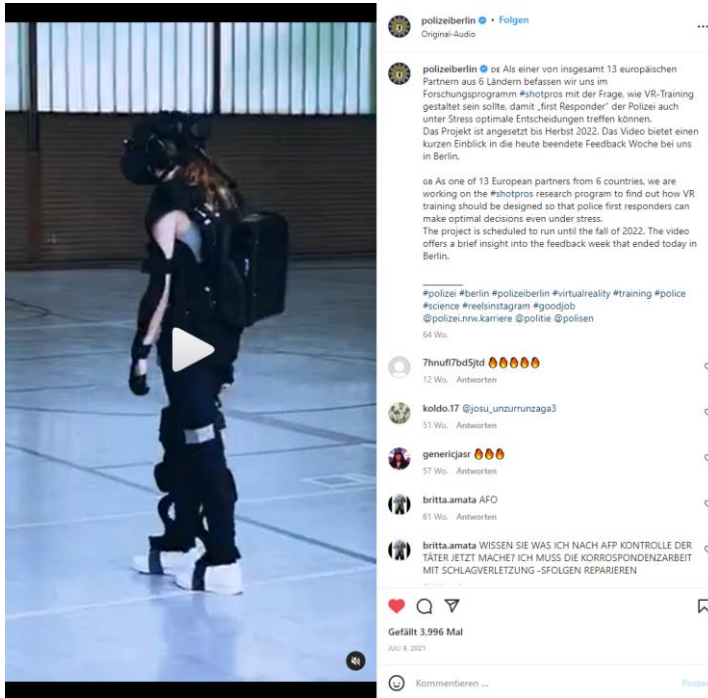 polizeiberlin • Folgen
Original-Audio
polizeiberlin DE Als einer von insgesamt 13 europäischen
Partnern aus 6 Ländern befassen wir uns im
Forschungsprogramm #shotpros mit der Frage, wie VR-Training
gestaltet sein sollte, damit „first Responder" der Polizei auch
unter Stress optimale Entscheidungen treffen können.
Das Projekt ist angesetzt bis Herbst 2022. Das Video bietet einen
kurzen Einblick in die heute beendete Feedback Woche bei uns
in Berlin.
GB As one of 13 European partners from 6 countries, we are
working on the #shotpros research program to find out how VR
training should be designed so that police first responders can
make optimal decisions even under stress.
The project is scheduled to run until the fall of 2022. The video
offers a brief insight into the feedback week that ended today in
Berlin.
#polizei #berlin #polizeiberlin #virtualreality #training #police
#science #reelsinstagram #goodjob
@polizei.nrw.karriere @politie @polisen
64 Wo.
7hnufl7bd5jtd 🔥🔥🔥🔥🔥
12 Wo. Antworten
koldo.17 @josu_unzurrunzaga3
51 Wo. Antworten
genericjasr 🔥🔥🔥
57 Wo. Antworten
britta.amata AFO
61 Wo. Antworten
britta.amata WISSEN SIE WAS ICH NACH AFP KONTROLLE DER
TÄTER JETZT MACHE? ICH MUSS DIE KORROSPONDENZARBEIT
MIT SCHLAGVERLETZUNG -SFOLGEN REPARIEREN
Gefällt 3.996 Mal
JULI 8, 2021
Kommentieren ...
Posten